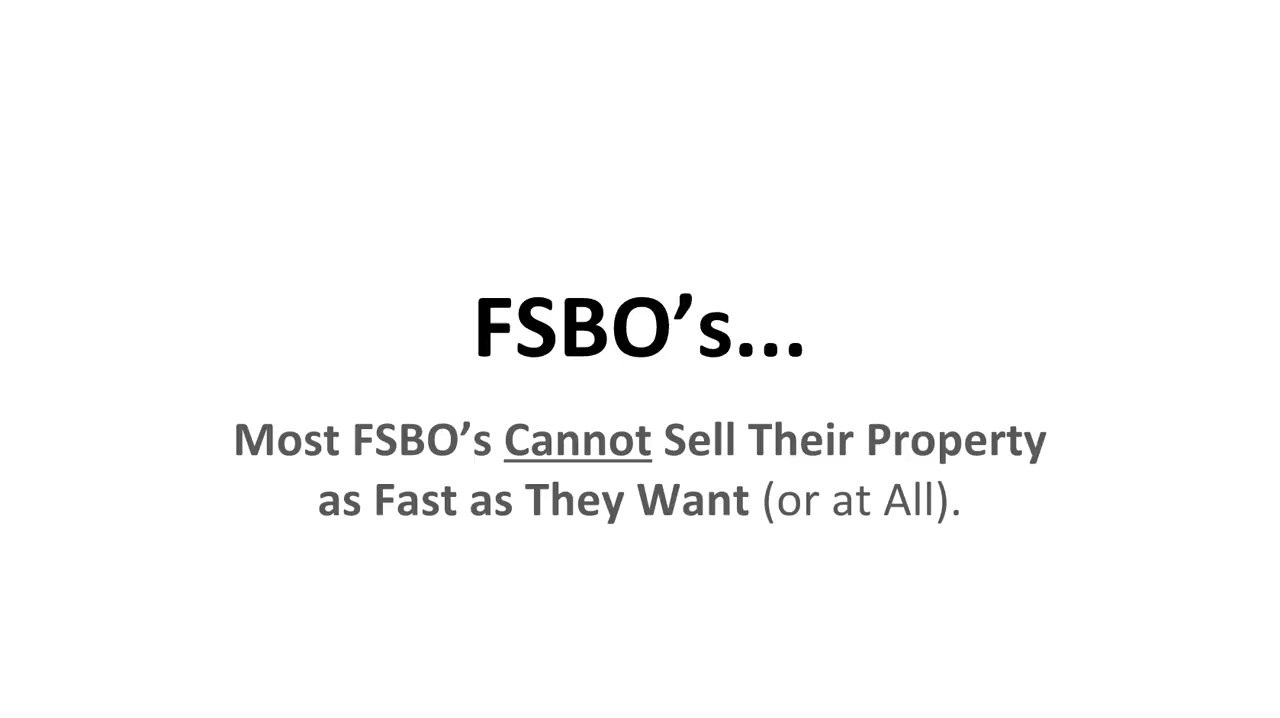 FSBO’s...
Most FSBO’s Cannot Sell Their Property
as Fast as They Want (or at All).